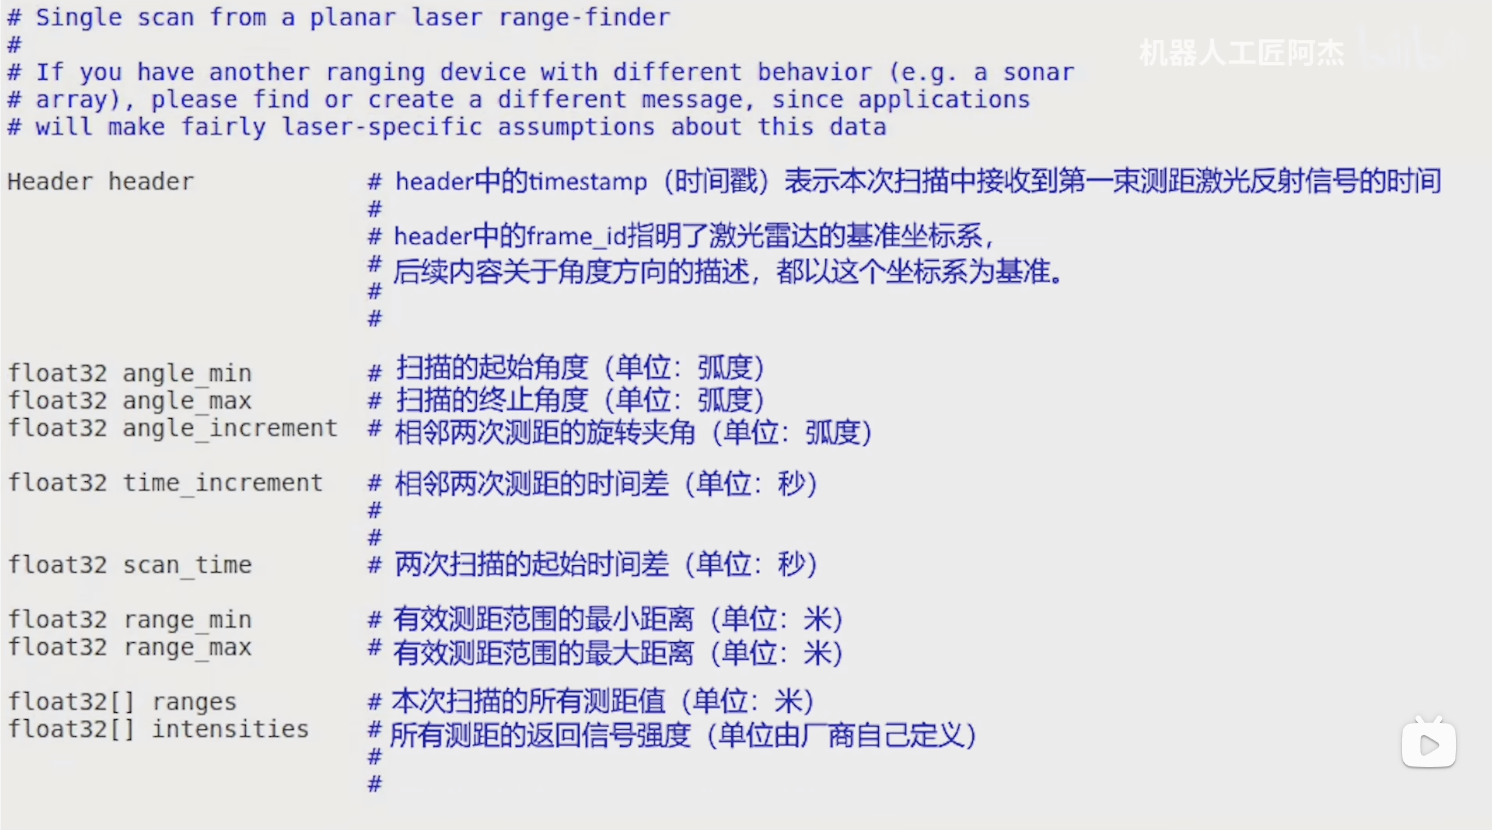 # Single scan from a planar laser range-finder
#
机器人工匠阿杰
# If you have another ranging device with different behavior (e.g. a sonar
# array), please find or create a different message, since applications
# will make fairly laser-specific assumptions about this data
Header header # header中的timestamp（时间戳）表示本次扫描中接收到第一束测距激光反射信号的时间
#
# header中的frame_id指明了激光雷达的基准坐标系，
# 后续内容关于角度方向的描述，都以这个坐标系为基准。
#
#
float32 angle_min # 扫描的起始角度（单位：弧度）
float32 angle_max # 扫描的终止角度（单位：弧度）
float32 angle_increment # 相邻两次测距的旋转夹角（单位：弧度）
float32 time_increment # 相邻两次测距的时间差（单位：秒）
#
#
float32 scan_time # 两次扫描的起始时间差（单位：秒）
float32 range_min # 有效测距范围的最小距离（单位：米）
float32 range_max # 有效测距范围的最大距离（单位：米）
float32[] ranges # 本次扫描的所有测距值（单位：米）
float32[] intensities # 所有测距的返回信号强度（单位由厂商自己定义）
#
#